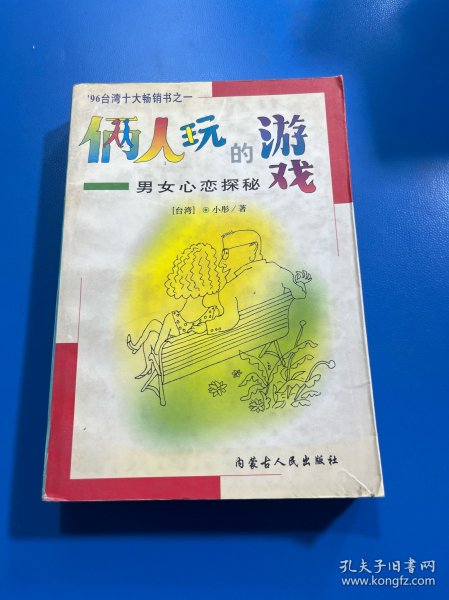 '96台湾十大畅销书之一
俩人玩的游戏
——男女心恋探秘
[台湾] ⊙ 小彤/著
内蒙古人民出版社
孔夫子旧书网
www.kongfz.com